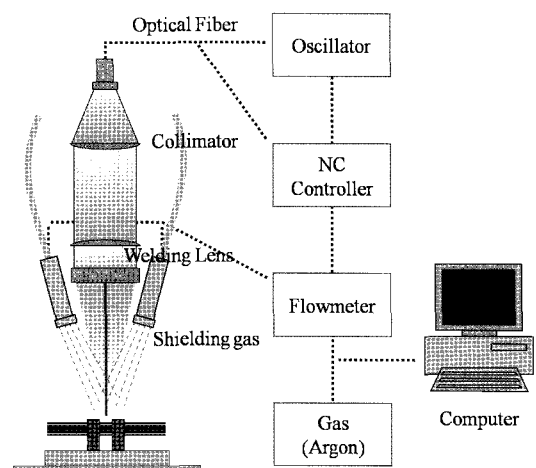 Optical Fiber
Oscillator
Collimator
NC
Controller
Welding Lens
Flowmeter
Shielding gas
Computer
Gas
(Argon)